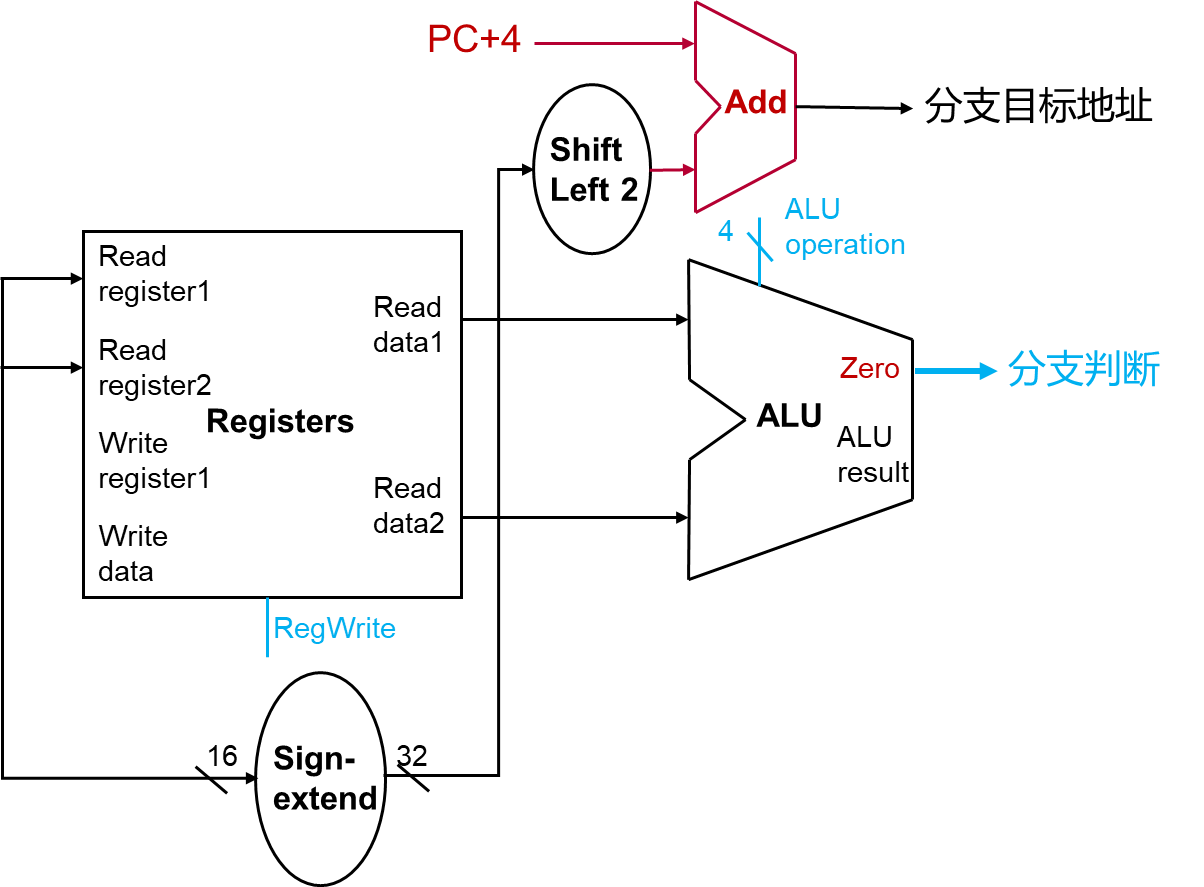 PC+4
Add
分支目标地址
Shift
Left 2
ALU
operation
4
Read
register1
Read
data1
Read
register2
Zero
分支判断
Registers
ALU
ALU
result
Write
register1
Read
data2
Write
data
RegWrite
16
Sign-
extend
32